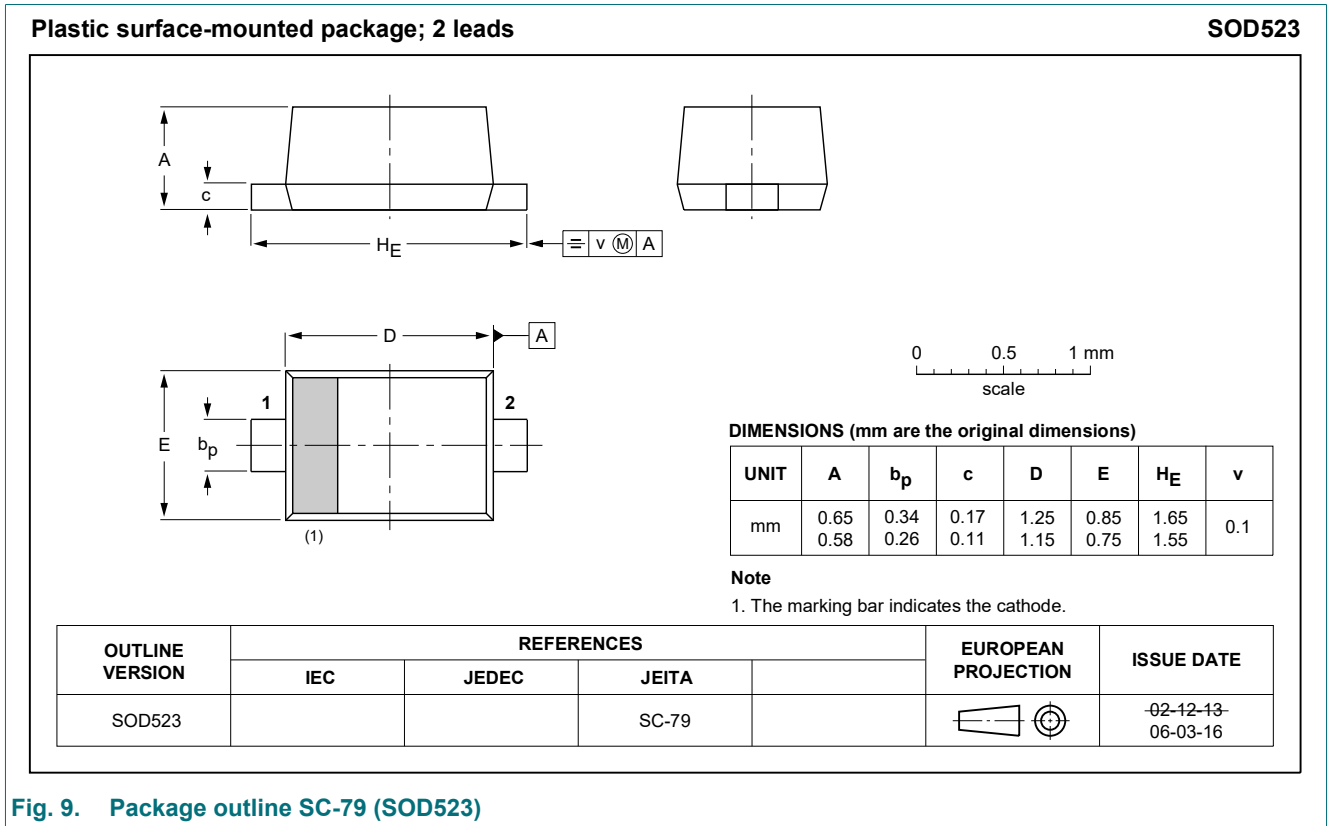 Plastic surface-mounted package; 2 leads SOD523
A
c
HE
v Ⓜ A
D
A
1
2
E
bp
(1)
0 0.5 1 mm
scale
DIMENSIONS (mm are the original dimensions)
UNIT A bp c D E HE v
mm 0.65 0.34 0.17 1.25 0.85 1.65 0.1
0.58 0.26 0.11 1.15 0.75 1.55
Note
1. The marking bar indicates the cathode.
OUTLINE VERSION REFERENCES EUROPEAN PROJECTION ISSUE DATE
IEC JEDEC JEITA
SOD523 SC-79 02-12-13
06-03-16
Fig. 9. Package outline SC-79 (SOD523)